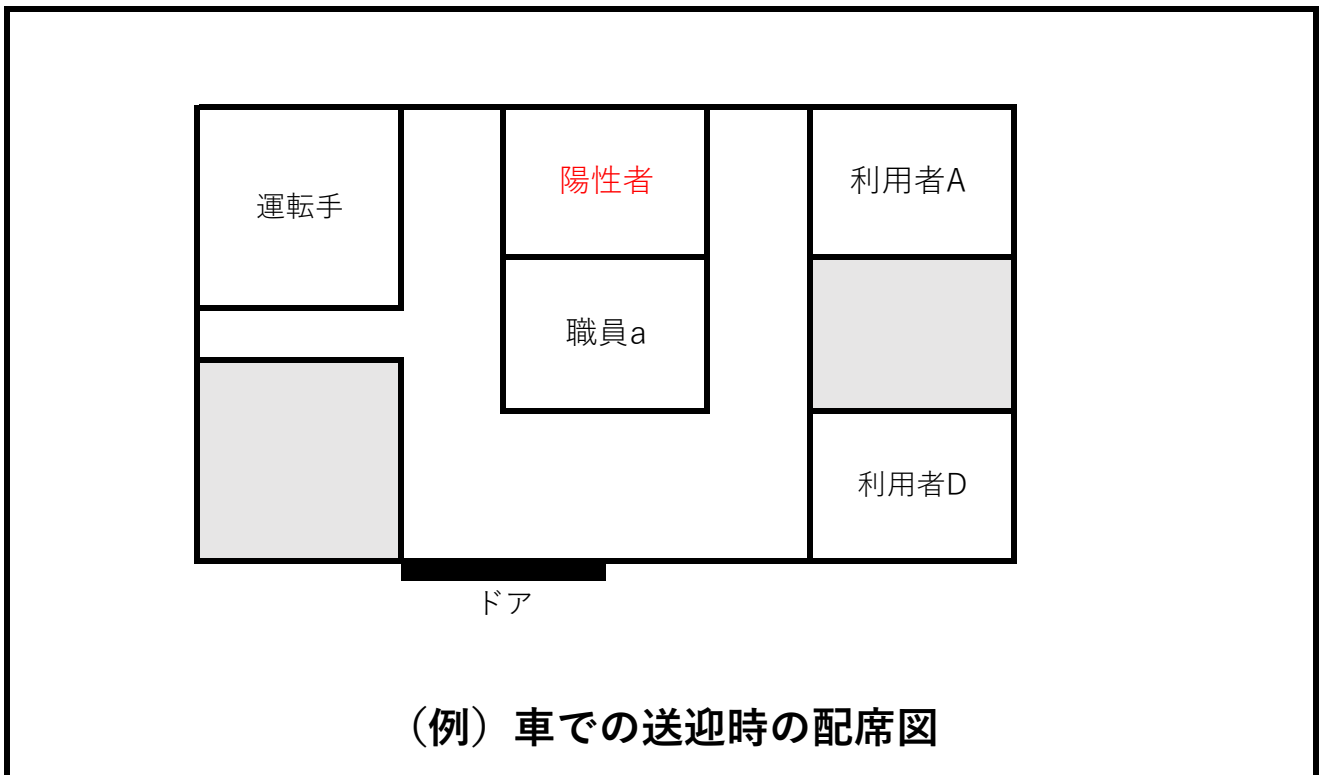 運転手
陽性者
利用者A
職員a
利用者D
ドア
（例）車での送迎時の配席図